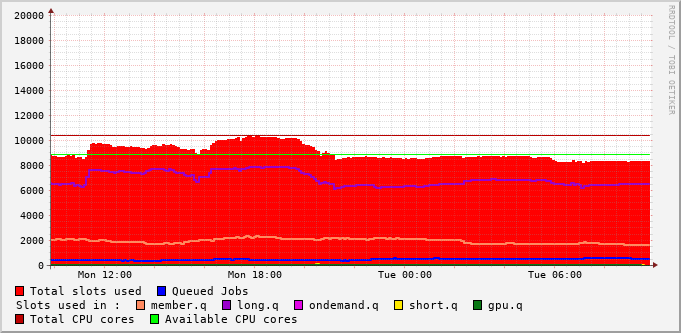 RRDTOOL / TOBI OETIKER
20000
18000
16000
14000
12000
10000
8000
6000
4000
2000
0
Mon 12:00 Mon 18:00 Tue 00:00 Tue 06:00
Total slots used Queued Jobs
Slots used in : member.q long.q ondemand.q short.q gpu.q
Total CPU cores Available CPU cores